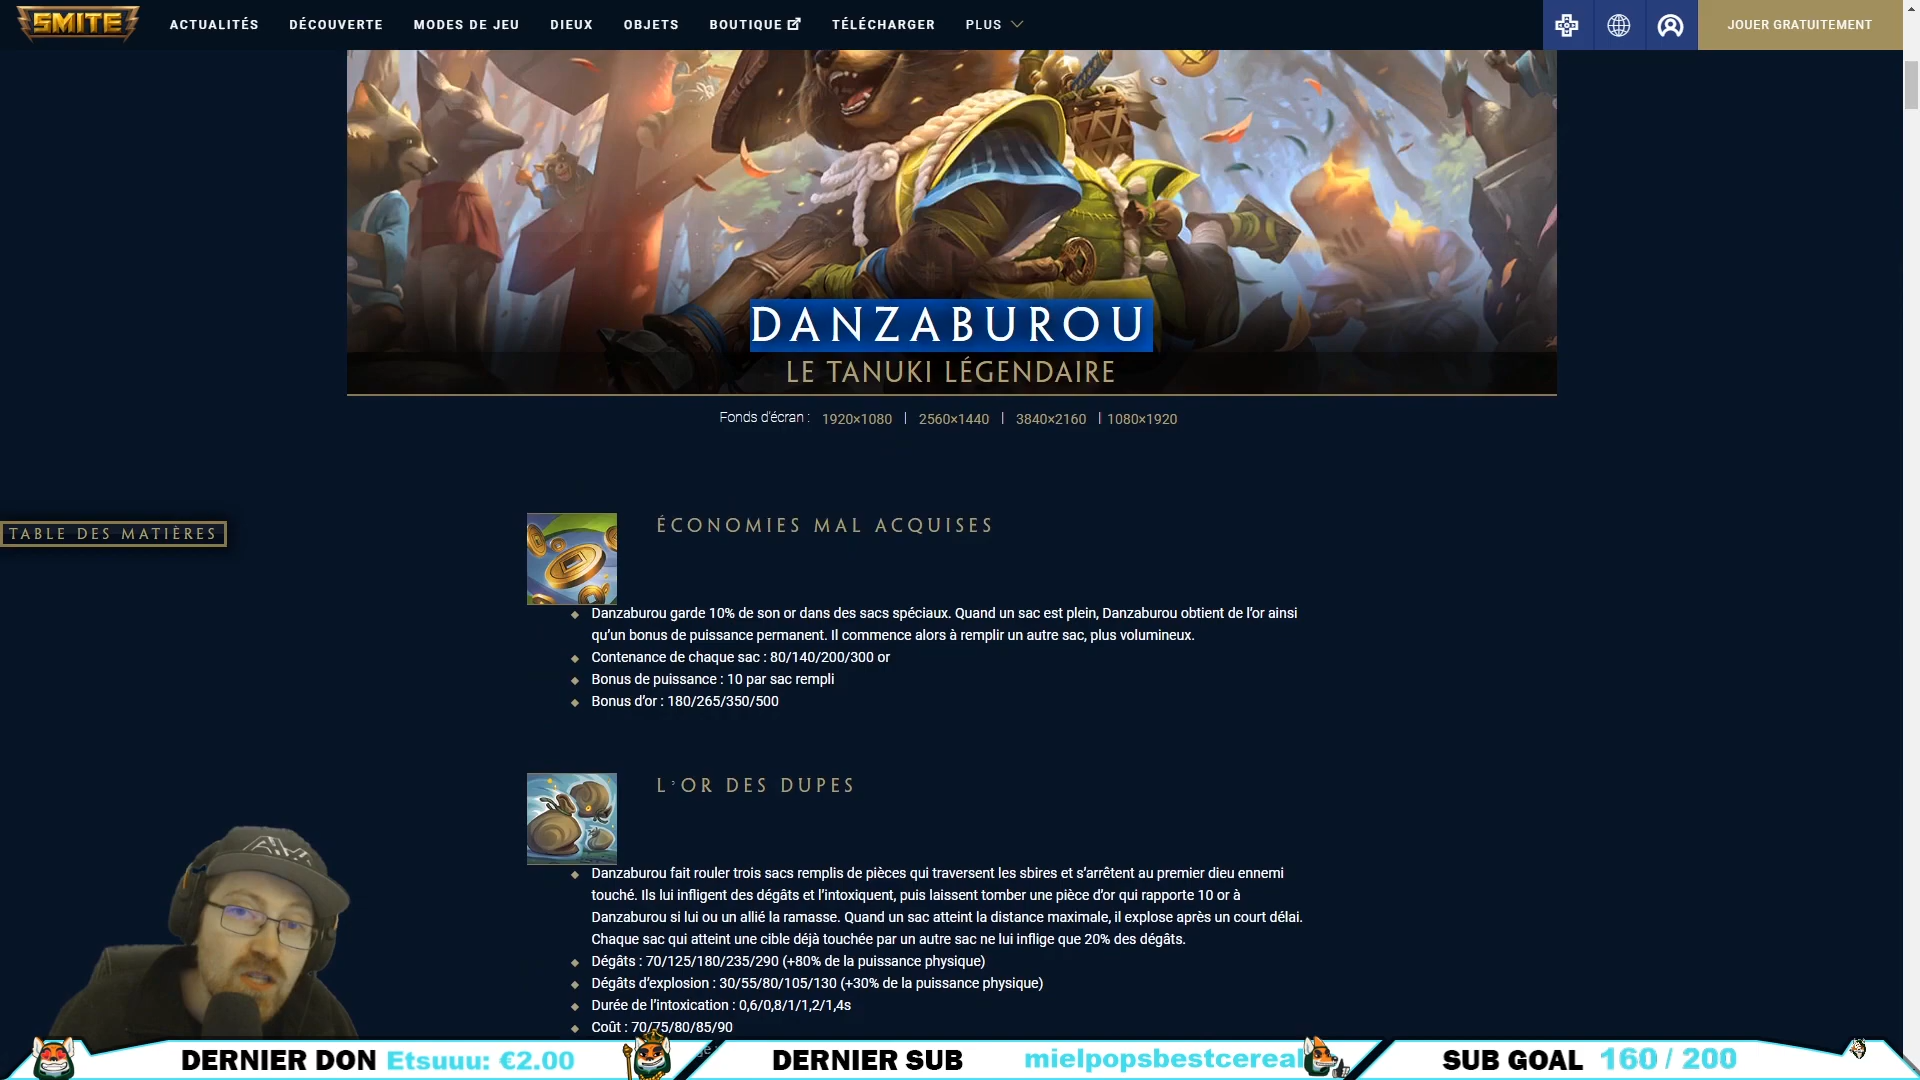 SMITE
ACTUALITÉS
DÉCOUVERTE
MODES DE JEU
DIEUX
OBJETS
BOUTIQUE
TÉLÉCHARGER
PLUS
JOUER GRATUITEMENT
DANZABUROU
LE TANUKI LÉGENDAIRE
Fonds d'écran : 1920×1080 | 2560×1440 | 3840×2160 | 1080×1920
TABLE DES MATIÈRES
ÉCONOMIES MAL ACQUISES
Danzaburou garde 10% de son or dans des sacs spéciaux. Quand un sac est plein, Danzaburou obtient de l’or ainsi
qu’un bonus de puissance permanent. Il commence alors à remplir un autre sac, plus volumineux.
Contenance de chaque sac : 80/140/200/300 or
Bonus de puissance : 10 par sac rempli
Bonus d’or : 180/265/350/500
L’OR DES DUPES
Danzaburou fait rouler trois sacs remplis de pièces qui traversent les sbires et s’arrêtent au premier dieu ennemi
touché. Ils lui infligent des dégâts et l’intoxiquent, puis laissent tomber une pièce d’or qui rapporte 10 or à
Danzaburou si lui ou un allié la ramasse. Quand un sac atteint la distance maximale, il explose après un court délai.
Chaque sac qui atteint une cible déjà touchée par un autre sac ne lui inflige que 20% des dégâts.
Dégâts : 70/125/180/235/290 (+80% de la puissance physique)
Dégâts d’explosion : 30/55/80/105/130 (+30% de la puissance physique)
Durée de l’intoxication : 0,6/0,8/1/1,2/1,4s
Coût : 70/75/80/85/90
DERNIER DON Etsuuu: €2.00
DERNIER SUB mielpopsbestcereal
SUB GOAL 160 / 200